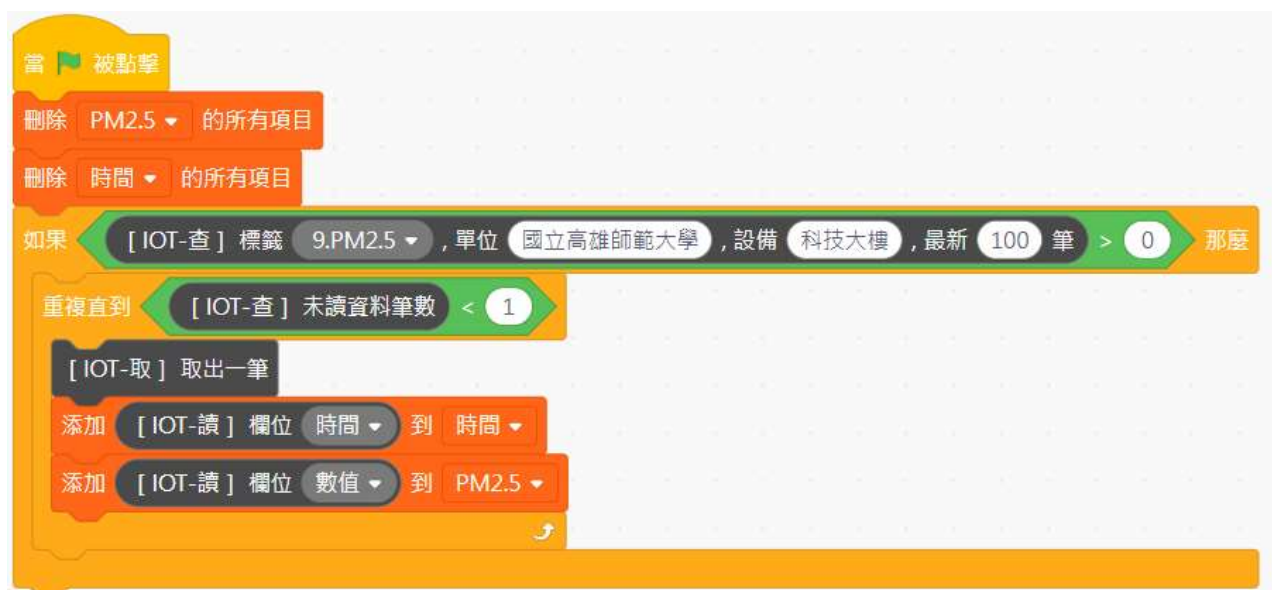 當 被點擊
刪除 PM2.5 的所有項目
刪除 時間 的所有項目
如果 [ IOT-查 ] 標籤 9.PM2.5 , 單位 國立高雄師範大學 , 設備 科技大樓 , 最新 100 筆 > 0 那麼
重複直到 [ IOT-查 ] 未讀資料筆數 < 1
[ IOT-取 ] 取出一筆
添加 [ IOT-讀 ] 欄位 時間 到 時間
添加 [ IOT-讀 ] 欄位 數值 到 PM2.5